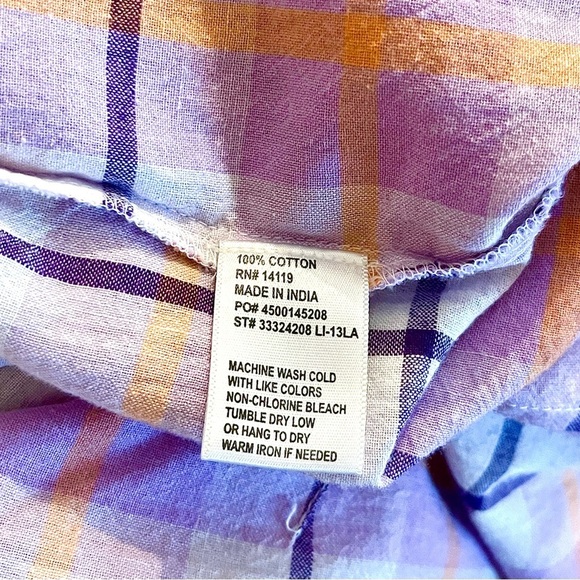 100% COTTON
RN# 14119
MADE IN INDIA
PO# 4500145208
ST# 33324208 LI-13LA
MACHINE WASH COLD
WITH LIKE COLORS
NON-CHLORINE BLEACH
TUMBLE DRY LOW
OR HANG TO DRY
WARM IRON IF NEEDED